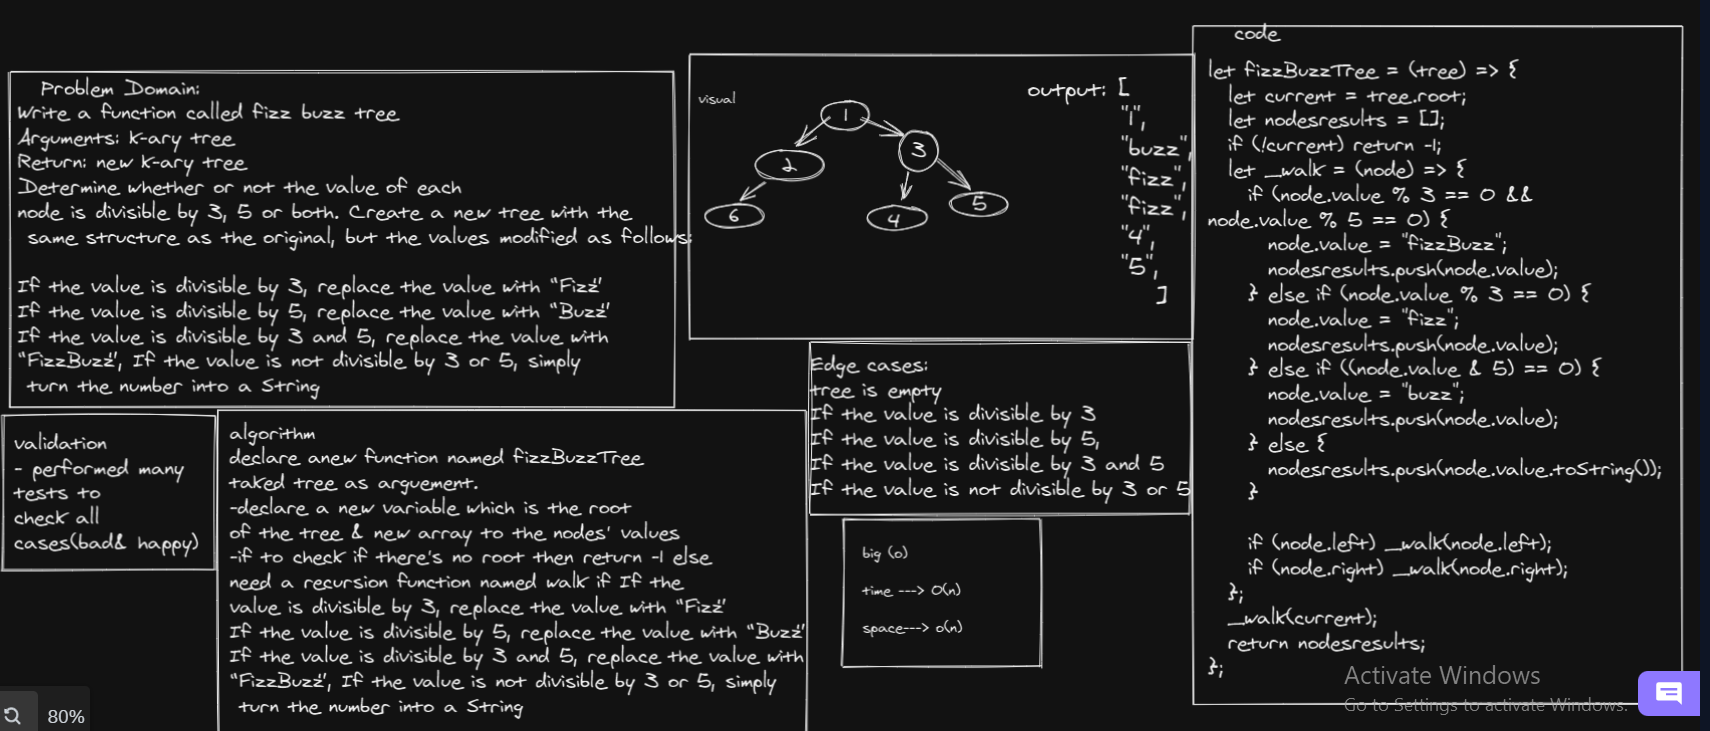 Problem Domain:
Write a function called fizz buzz tree
Arguments: K-ary tree
Return: new K-ary tree
Determine whether or not the value of each
node is divisible by 3, 5 or both. Create a new tree with the
same structure as the original, but the values modified as follows:
If the value is divisible by 3, replace the value with "Fizz"
If the value is divisible by 5, replace the value with "Buzz"
If the value is divisible by 3 and 5, replace the value with
"FizzBuzz", If the value is not divisible by 3 or 5, simply
turn the number into a String
visual
1
2
3
6
4
5
output: [
"1",
"buzz",
"fizz",
"fizz",
"4",
"5",
]
code
let fizzBuzzTree = (tree) => {
let current = tree.root;
let nodesresults = [];
if (!current) return -1;
let _walk = (node) => {
if (node.value % 3 == 0 &&
node.value % 5 == 0) {
node.value = "fizzBuzz";
nodesresults.push(node.value);
} else if (node.value % 3 == 0) {
node.value = "fizz";
nodesresults.push(node.value);
} else if ((node.value & 5) == 0) {
node.value = "buzz";
nodesresults.push(node.value);
} else {
nodesresults.push(node.value.toString());
}
if (node.left) _walk(node.left);
if (node.right) _walk(node.right);
};
_walk(current);
return nodesresults;
};
Edge cases:
tree is empty
If the value is divisible by 3
If the value is divisible by 5,
If the value is divisible by 3 and 5
If the value is not divisible by 3 or 5
validation
- performed many
tests to
check all
cases(bad& happy)
algorithm
declare anew function named fizzBuzzTree
taked tree as arguement.
-declare a new variable which is the root
of the tree & new array to the nodes' values
-if to check if there's no root then return -1 else
need a recursion function named walk if If the
value is divisible by 3, replace the value with "Fizz"
If the value is divisible by 5, replace the value with "Buzz"
If the value is divisible by 3 and 5, replace the value with
"FizzBuzz", If the value is not divisible by 3 or 5, simply
turn the number into a String
big (o)
time ---> O(n)
space---> o(n)
80%
Activate Windows
Go to Settings to activate Windows.